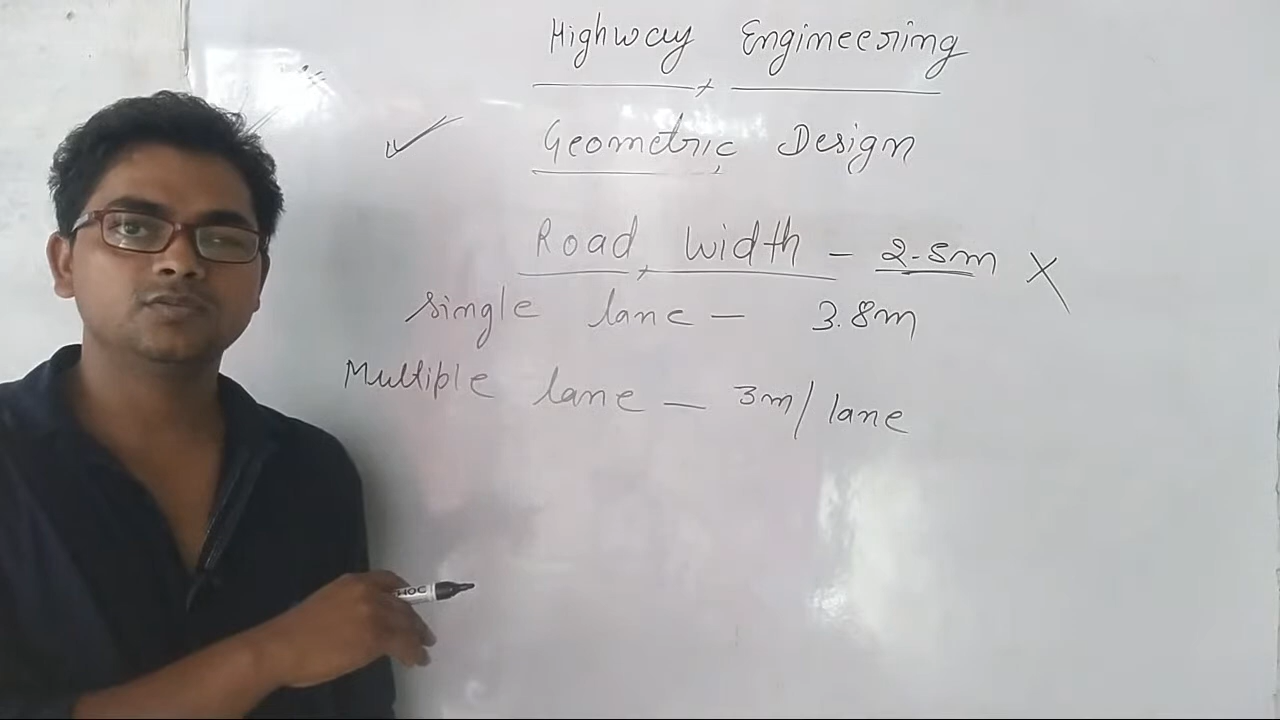 Highway Engineering
Geometric Design
Road Width - 2.5m X
single lane - 3.8m
Multiple lane - 3m/lane